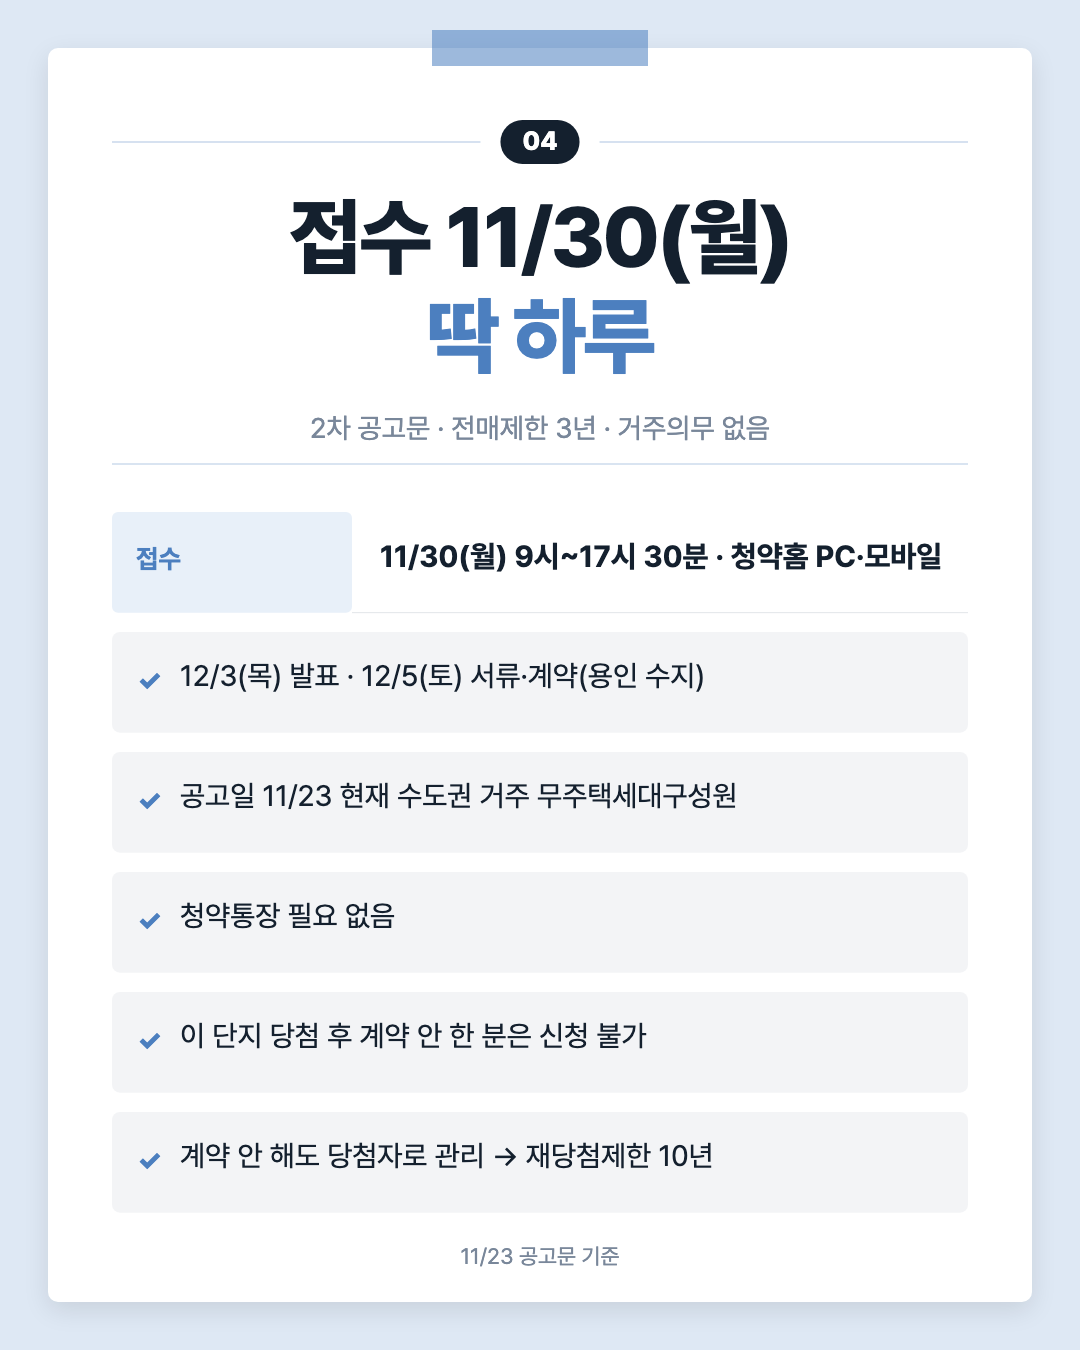 04
접수 11/30(월)
딱 하루
2차 공고문 · 전매제한 3년 · 거주의무 없음
접수
11/30(월) 9시~17시 30분 · 청약홈 PC·모바일
12/3(목) 발표 · 12/5(토) 서류·계약(용인 수지)
공고일 11/23 현재 수도권 거주 무주택세대구성원
청약통장 필요 없음
이 단지 당첨 후 계약 안 한 분은 신청 불가
계약 안 해도 당첨자로 관리 → 재당첨제한 10년
11/23 공고문 기준